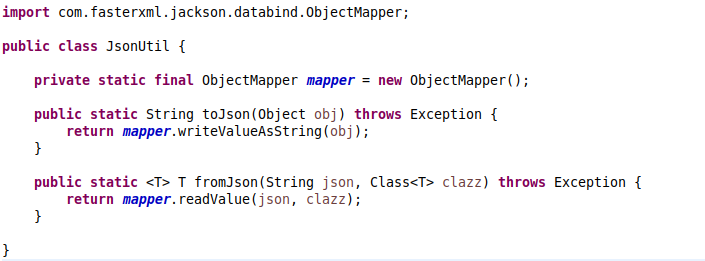 import com.fasterxml.jackson.databind.ObjectMapper;
public class JsonUtil {
private static final ObjectMapper mapper = new ObjectMapper();
public static String toJson(Object obj) throws Exception {
return mapper.writeValueAsString(obj);
}
public static <T> T fromJson(String json, Class<T> clazz) throws Exception {
return mapper.readValue(json, clazz);
}
}